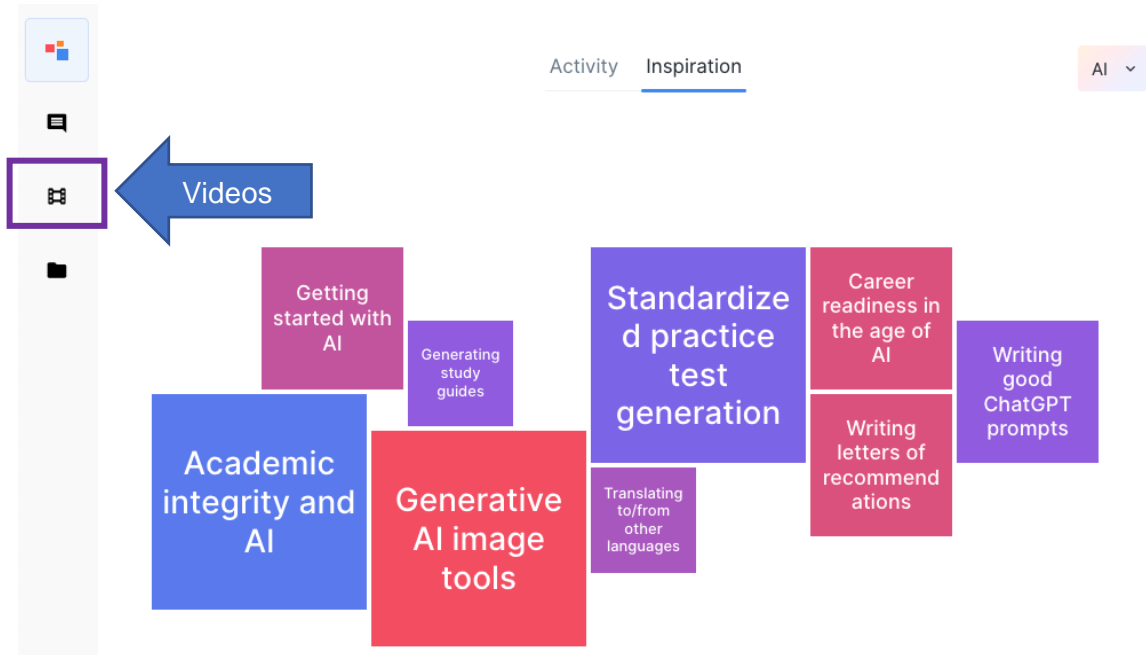 Activity
Inspiration
AI
Videos
Getting
started with
AI
Generating
study
guides
Standardize
d practice
test
generation
Career
readiness in
the age of
AI
Writing
good
ChatGPT
prompts
Academic
integrity and
AI
Generative
AI image
tools
Translating
to/from
other
languages
Writing
letters of
recommend
ations